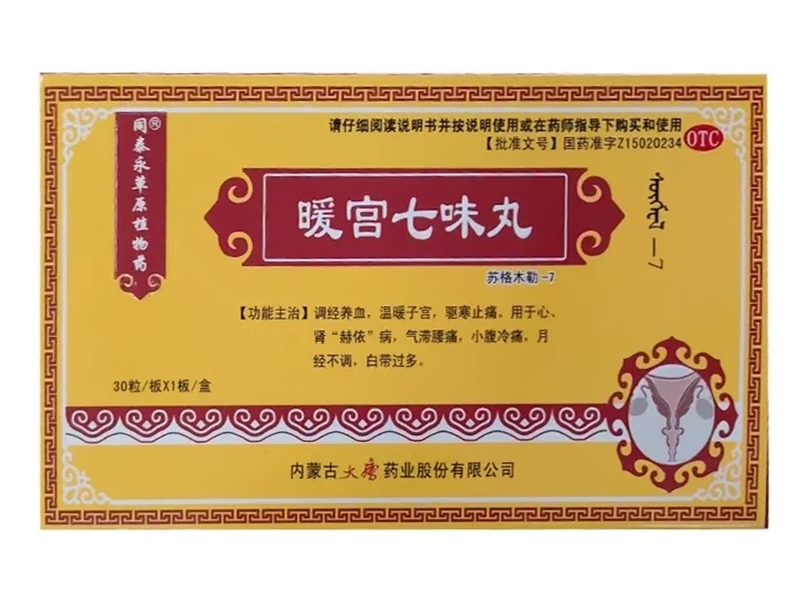 同泰永草原植物药®
请仔细阅读说明书并按说明使用或在药师指导下购买和使用
【批准文号】国药准字Z15020234
OTC
暖宫七味丸
苏格木勒-7
-7
【功能主治】调经养血，温暖子宫，驱寒止痛。用于心、
肾“赫依”病，气滞腰痛，小腹冷痛，月
经不调，白带过多。
30粒/板X1板/盒
内蒙古大唐药业股份有限公司